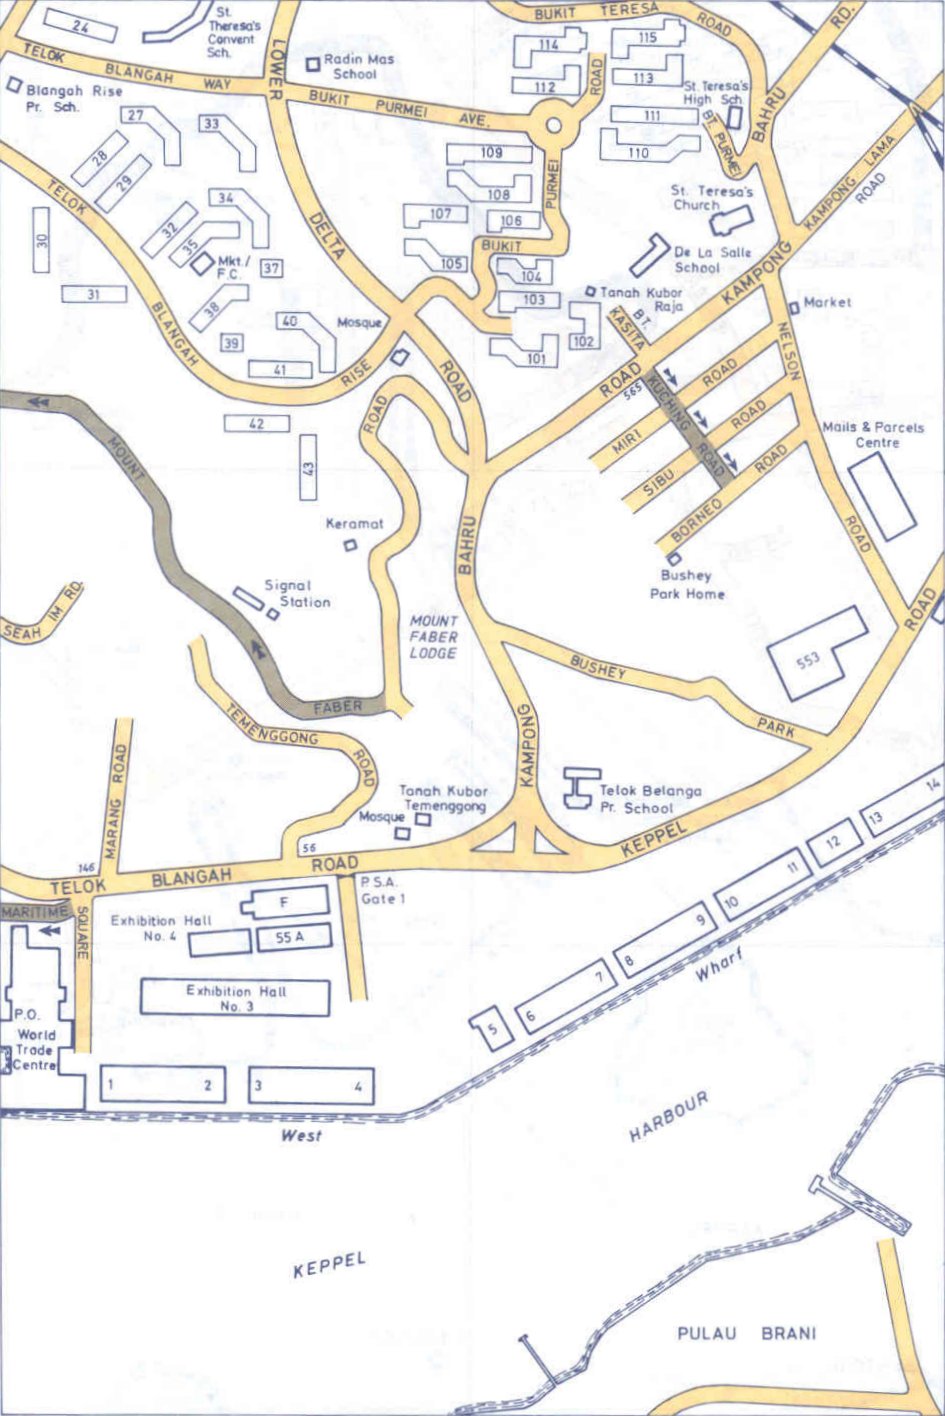 24
St.
Theresa's
Convent
Sch.
TELOK
BLANGAH
WAY
LOWER
Radin Mas
School
BUKIT PURMEI AVE.
BUKIT TERESA ROAD
114
115
112
113
ROAD
St. Teresa's
High Sch.
111
110
BT. PURMEI
BAHRU
RD.
Blangah Rise
Pr. Sch.
27
33
28
29
109
108
107
106
105
PURMEI
BUKIT
104
103
102
101
KAMPONG LAMA
ROAD
St. Teresa's
Church
De La Salle
School
Tanah Kubor
Raja
BT.
KASITA
KAMPONG
ROAD
565
Market
NELSON
ROAD
TELOK
BLANGAH
RISE
30
31
32
34
35
Mkt./
F.C.
37
38
39
40
41
42
43
DELTA
ROAD
Mosque
ROAD
KUCHING ROAD
MIRI
ROAD
SIBU
ROAD
BORNEO
ROAD
Mails & Parcels
Centre
Bushey
Park Home
MOUNT
FABER
Keramat
Signal
Station
SEAH IM RD.
BAHRU
KAMPONG
MOUNT
FABER
LODGE
553
ROAD
BUSHEY
PARK
TEMENGGONG
ROAD
MARANG ROAD
Tanah Kubor
Temenggong
Mosque
Telok Belanga
Pr. School
KEPPEL
146
56
TELOK BLANGAH ROAD
MARITIME
SQUARE
P.S.A.
Gate 1
F
Exhibition Hall
No. 4
55 A
Exhibition Hall
No. 3
P.O.
World
Trade
Centre
1
2
3
4
5
6
7
8
9
10
11
12
13
14
West
Wharf
KEPPEL
HARBOUR
PULAU BRANI